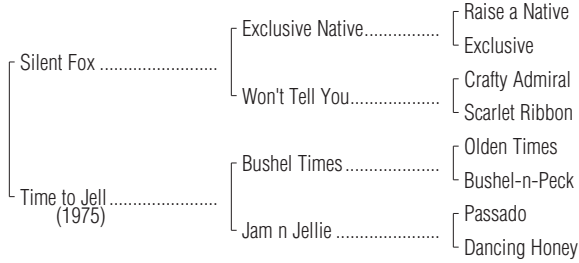 Raise a Native
Exclusive Native..................
Exclusive
Silent Fox ........................
Crafty Admiral
Won't Tell You...................
Scarlet Ribbon
Olden Times
Bushel Times....................
Bushel-n-Peck
Time to Jell......................
(1975)
Passado
Jam n Jellie .....................
Dancing Honey